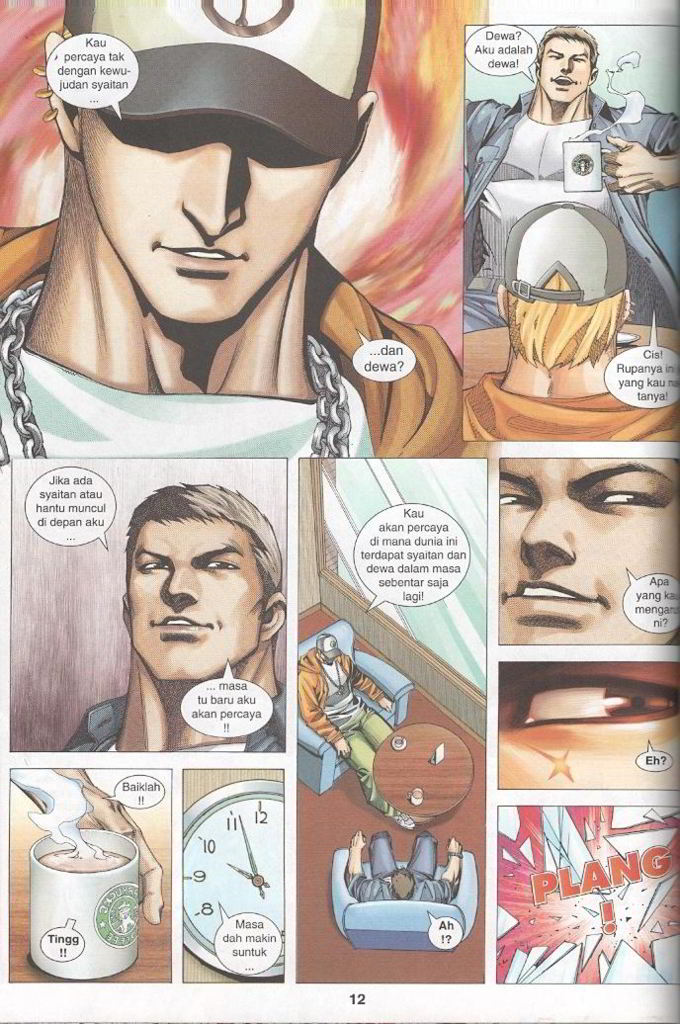 Kau
percaya tak
dengan kewu-
judan syaitan
...
...dan
dewa?
Dewa?
Aku adalah
dewa!
Cis!
Rupanya ini
yang kau
tanya!
Jika ada
syaitan atau
hantu muncul
di depan aku
...
... masa
tu baru aku
akan percaya
!!
Kau
akan percaya
di mana dunia ini
terdapat syaitan dan
dewa dalam masa
sebentar saja
lagi!
Apa
yang kau
ni?
Eh?
Baiklah
!!
Tingg
!!
12
11
10
9
8
Masa
dah makin
suntuk
...
Ah
!?
PLANG
!
12